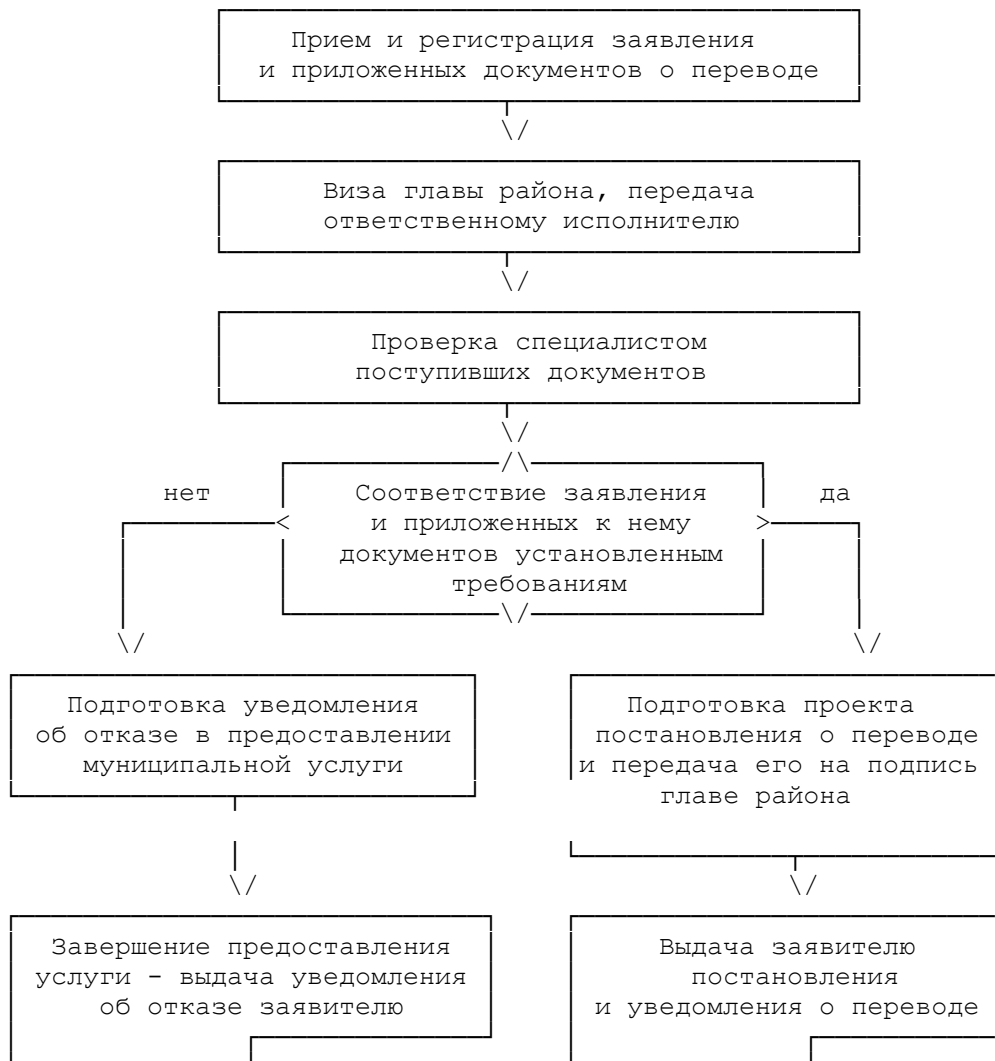 Прием и регистрация заявления
и приложенных документов о переводе
Виза главы района, передача
ответственному исполнителю
Проверка специалистом
поступивших документов
нет
Соответствие заявления
и приложенных к нему
документов установленным
требованиям
да
Подготовка уведомления
об отказе в предоставлении
муниципальной услуги
Подготовка проекта
постановления о переводе
и передача его на подпись
главе района
Завершение предоставления
услуги - выдача уведомления
об отказе заявителю
Выдача заявителю
постановления
и уведомления о переводе